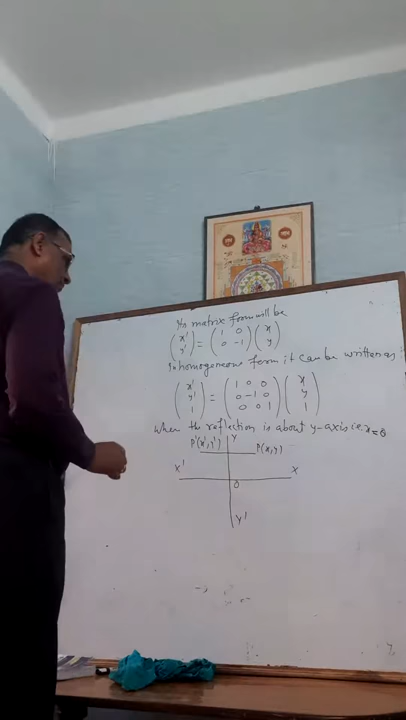 Its matrix form will be
(x' y') = (1 0 0 -1) (x y)
In homogeneous form it can be written as
(x' y' 1) = (1 0 0 0 -1 0 0 0 1) (x y 1)
When the reflection is about y-axis i.e. x=0
P'(x', y') Y P(x, y)
X' X
O
Y'